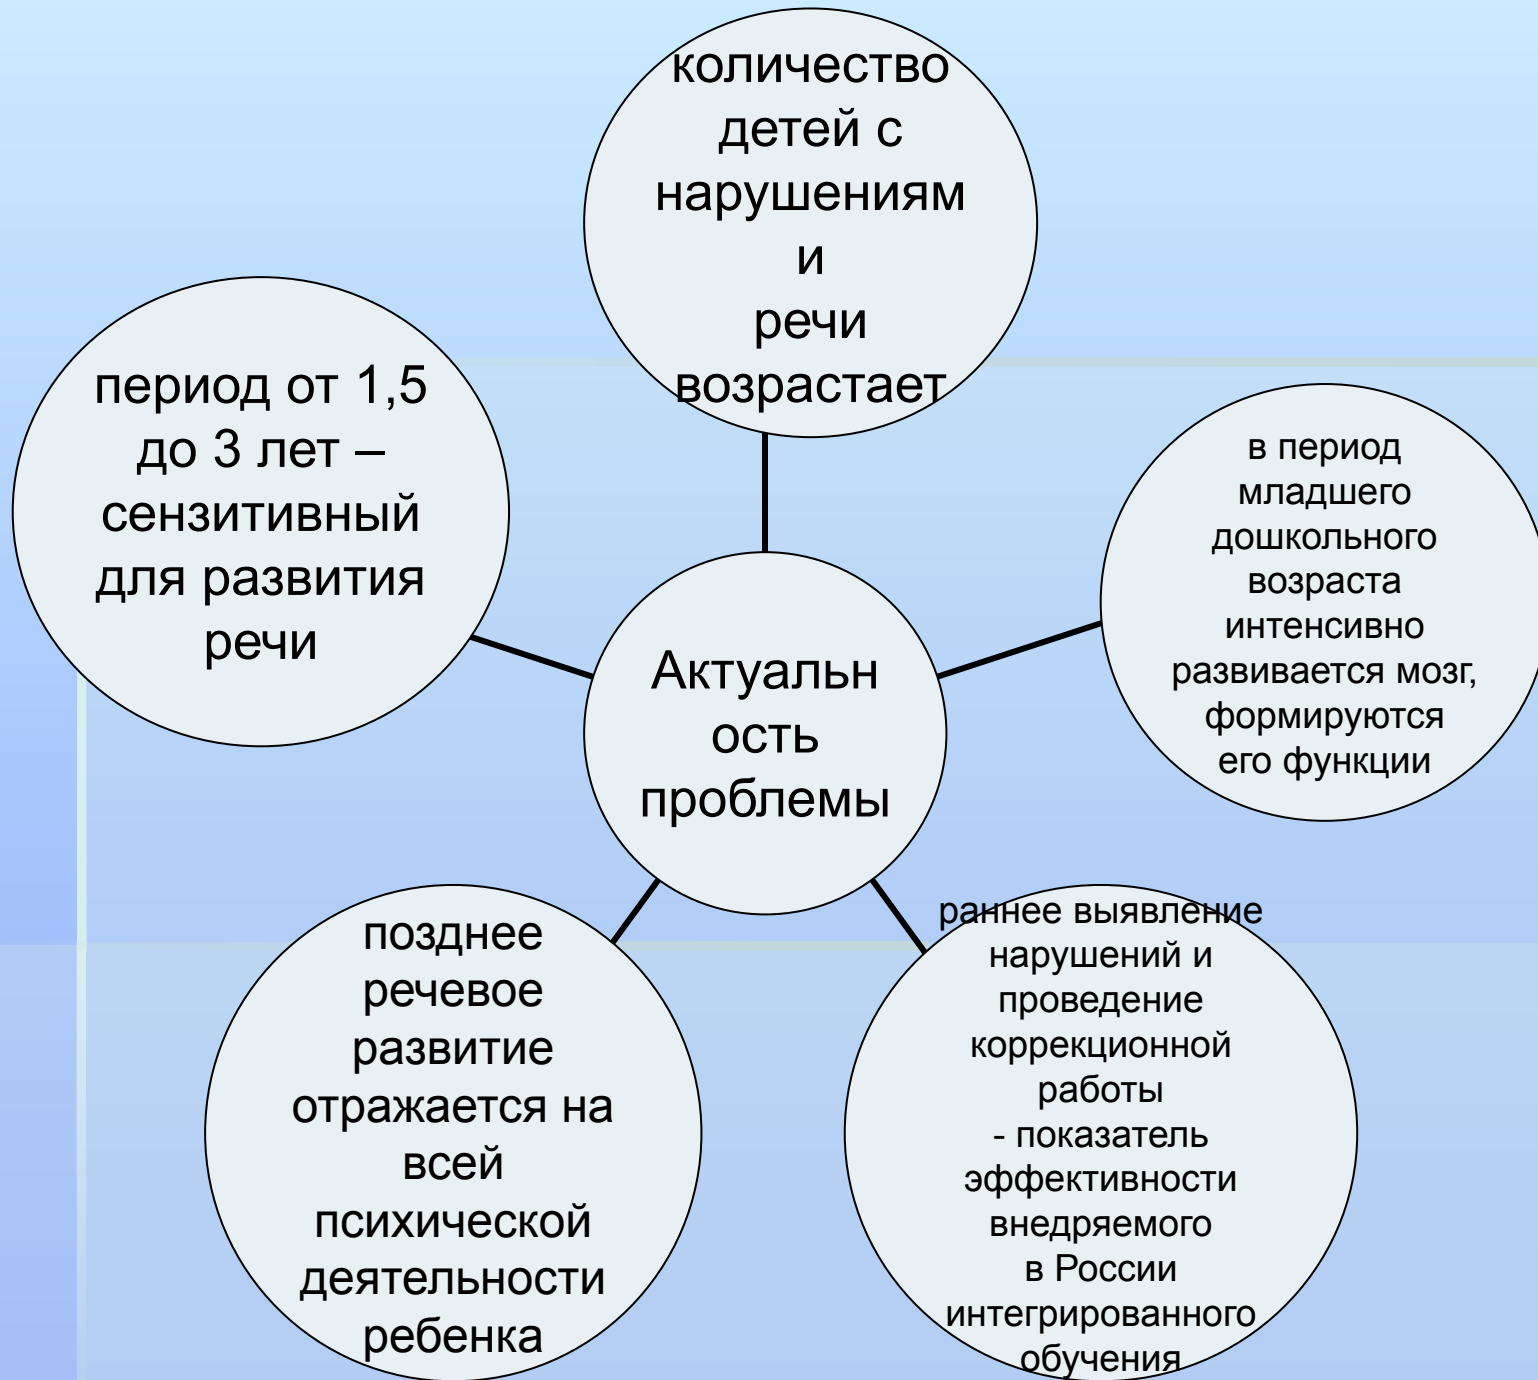 количество
детей с
нарушениям
и
речи
возрастает
период от 1,5
до 3 лет –
сензитивный
для развития
речи
в период
младшего
дошкольного
возраста
интенсивно
развивается мозг,
формируются
его функции
Актуальн
ость
проблемы
позднее
речевое
развитие
отражается на
всей
психической
деятельности
ребенка
раннее выявление
нарушений и
проведение
коррекционной
работы
- показатель
эффективности
внедряемого
в России
интегрированного
обучения